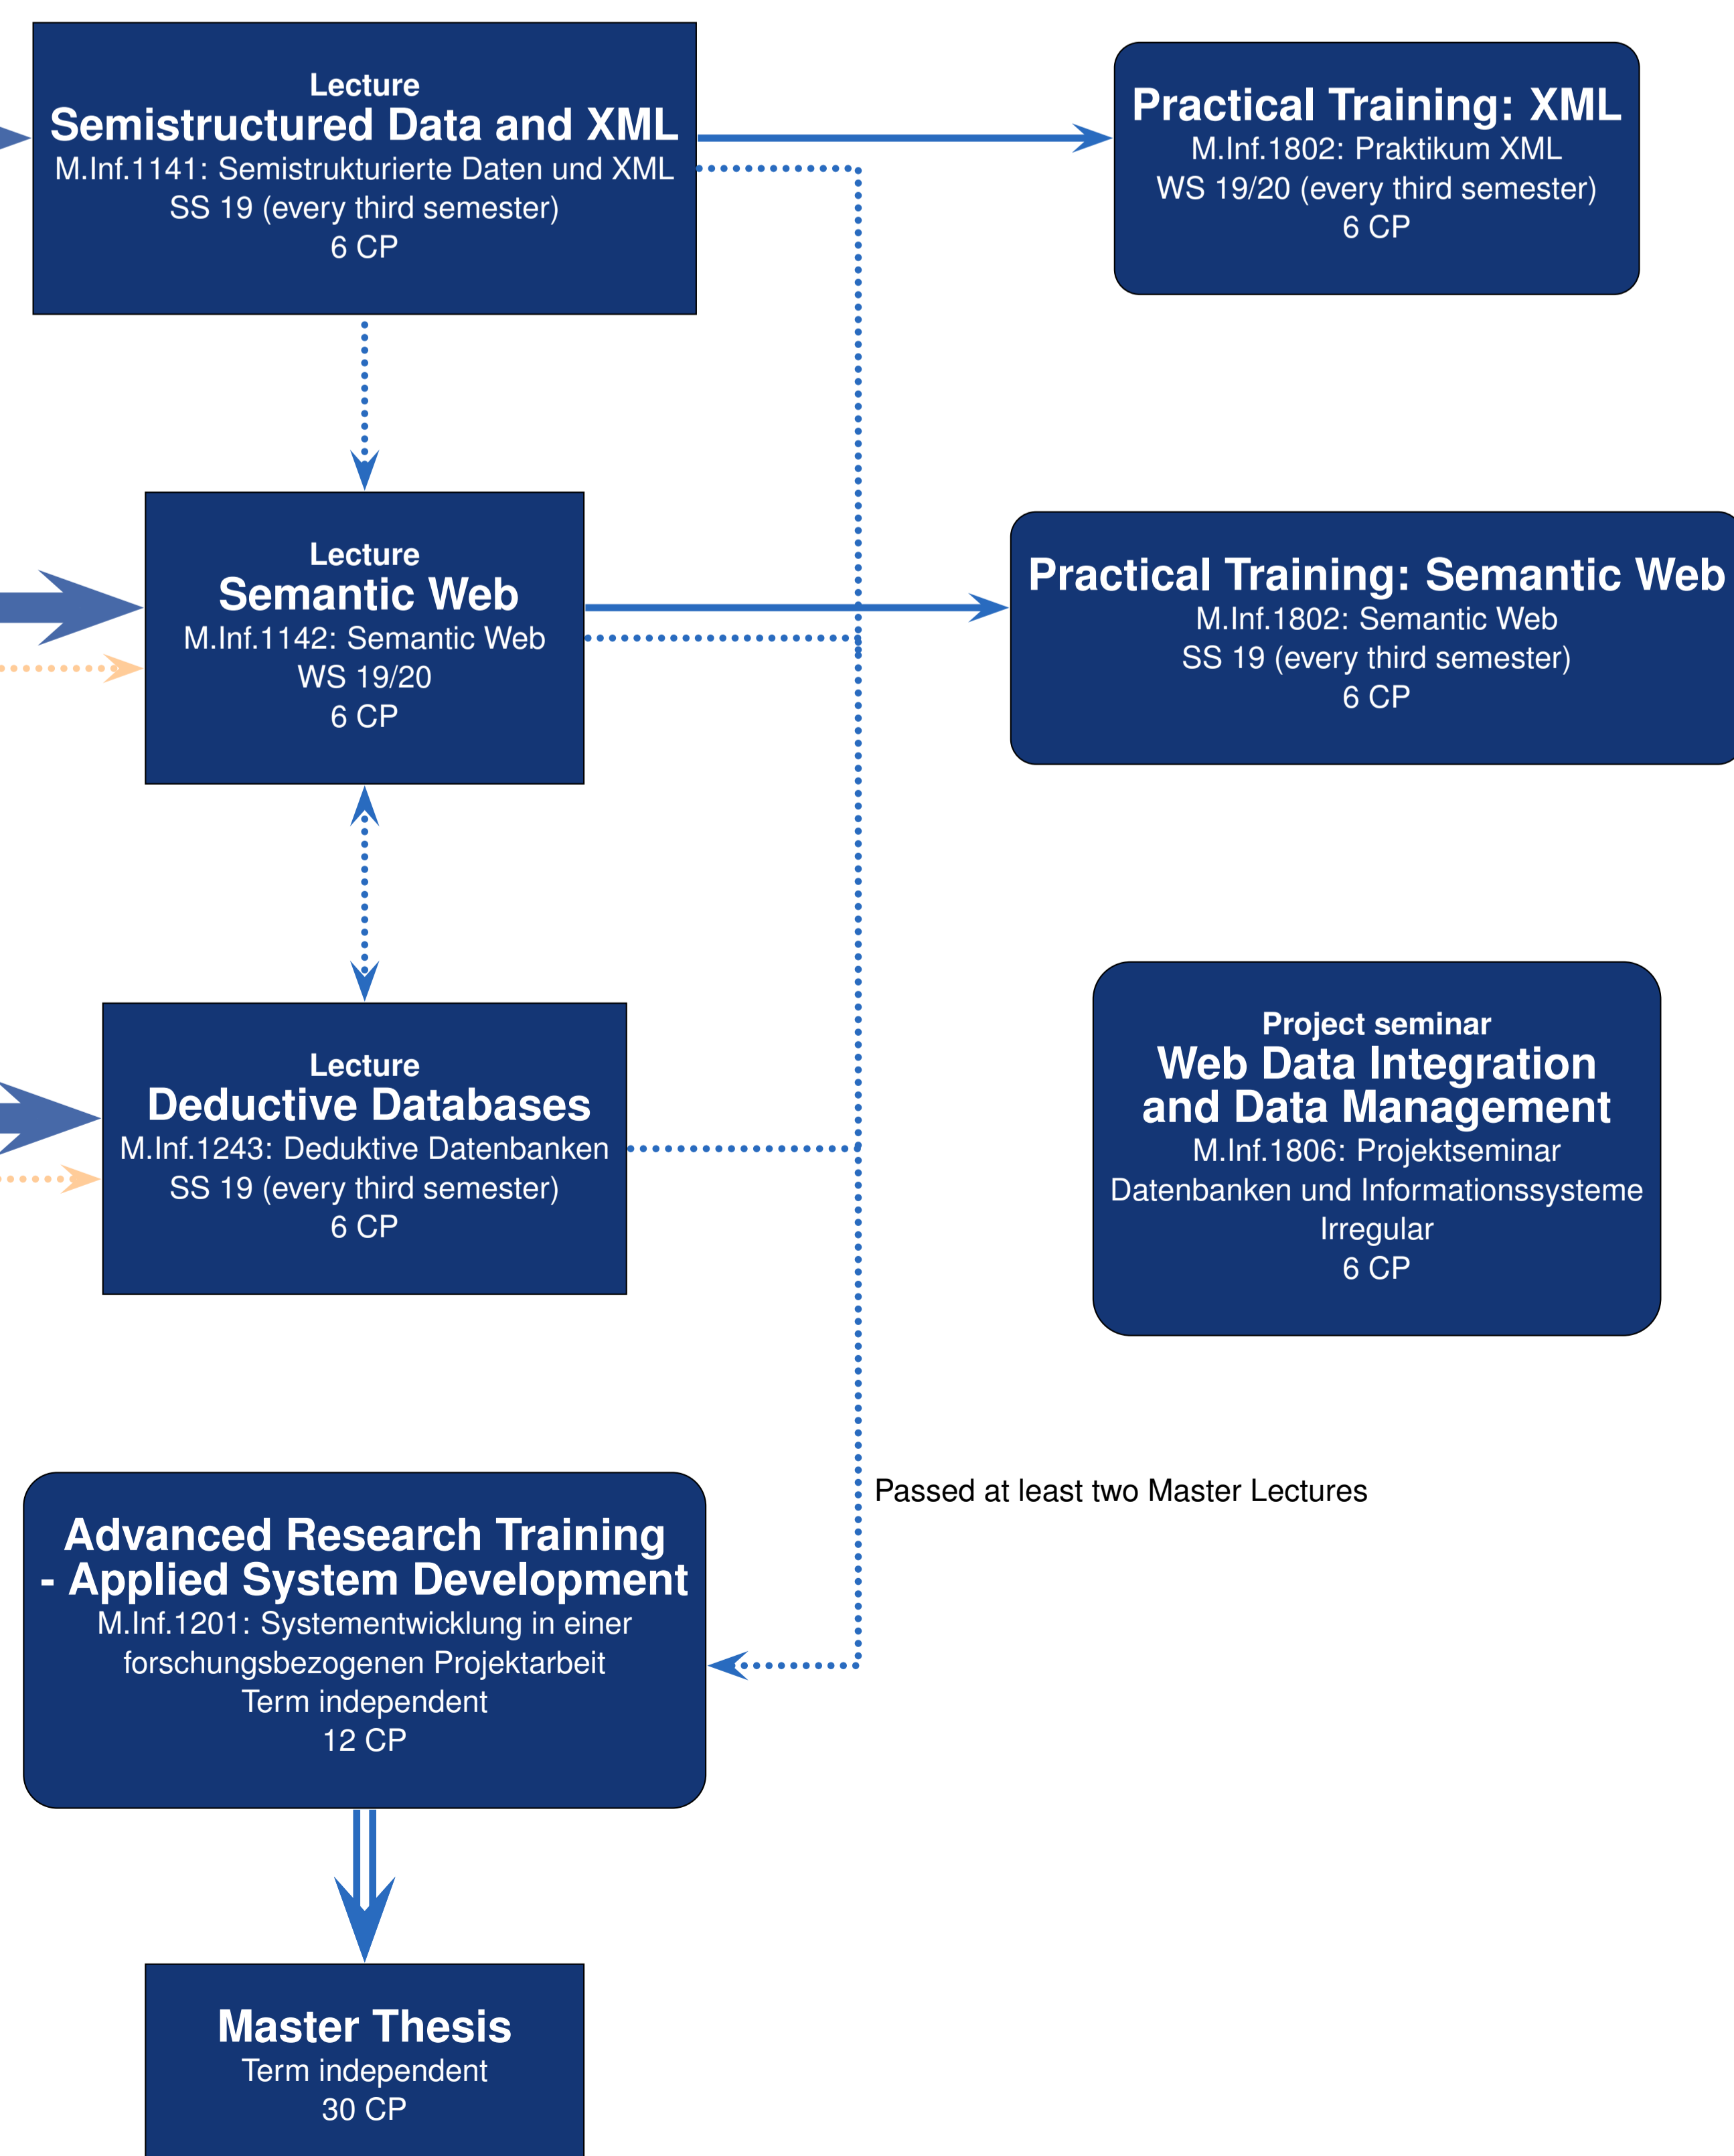 Lecture
Semistructured Data and XML
M.Inf.1141: Semistrukturierte Daten und XML
SS 19 (every third semester)
6 CP
Practical Training: XML
M.Inf.1802: Praktikum XML
WS 19/20 (every third semester)
6 CP
Lecture
Semantic Web
M.Inf.1142: Semantic Web
WS 19/20
6 CP
Practical Training: Semantic Web
M.Inf.1802: Semantic Web
SS 19 (every third semester)
6 CP
Lecture
Deductive Databases
M.Inf.1243: Deduktive Datenbanken
SS 19 (every third semester)
6 CP
Project seminar
Web Data Integration
and Data Management
M.Inf.1806: Projektseminar
Datenbanken und Informationssysteme
Irregular
6 CP
Passed at least two Master Lectures
Advanced Research Training
- Applied System Development
M.Inf.1201: Systementwicklung in einer
forschungsbezogenen Projektarbeit
Term independent
12 CP
Master Thesis
Term independent
30 CP